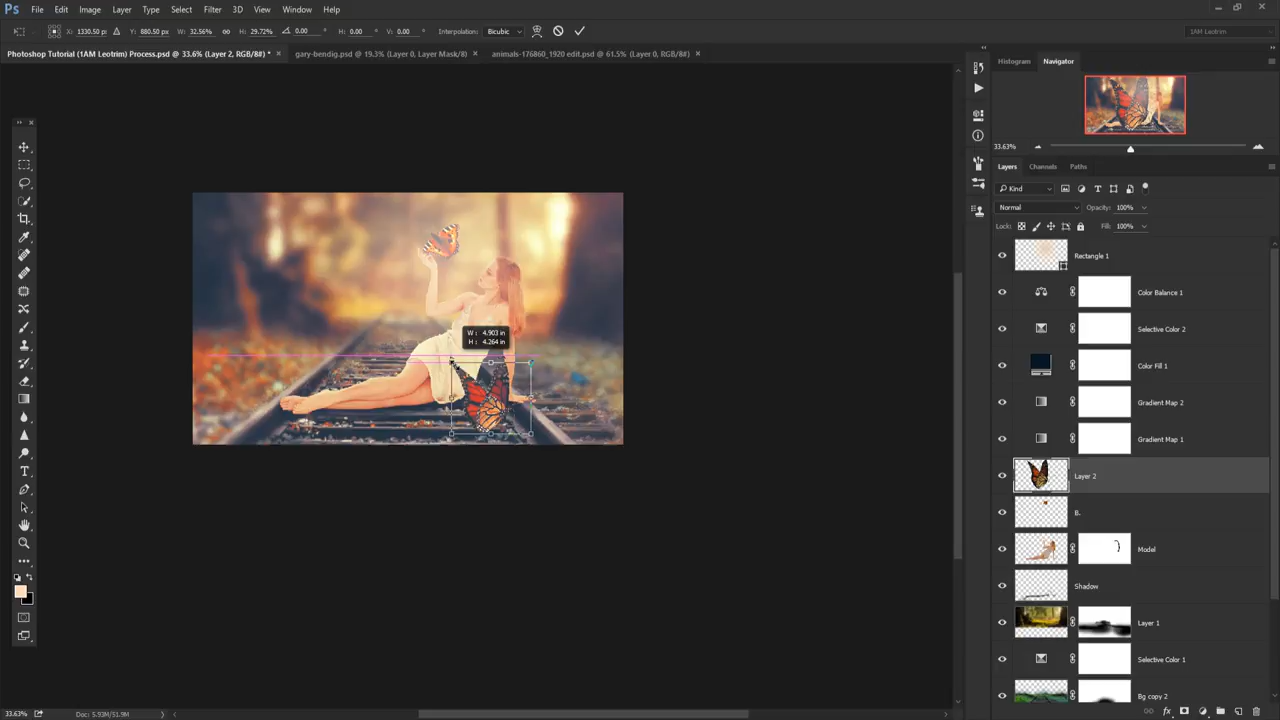 Ps File Edit Image Layer Type Select Filter 3D View Window Help
X: 1330.50 px Y: 880.50 px W: 32.56% H: 29.72% 0.00 ° H: 0.00 ° V: 0.00 ° Interpolation: Bicubic 1AM Leotrim
Photoshop Tutorial (1AM Leotrim) Process.psd @ 33.6% (Layer 2, RGB/8#) * × gary-bendig.psd @ 19.3% (Layer 0, Layer Mask/8) × animals-176860_1920 edit.psd @ 61.5% (Layer 0, RGB/8#) ×
Histogram Navigator
33.63%
Layers Channels Paths
Kind
Normal Opacity: 100%
Lock: Fill: 100%
Rectangle 1
Color Balance 1
Selective Color 2
Color Fill 1
Gradient Map 2
Gradient Map 1
Layer 2
B.
Model
Shadow
Layer 1
Selective Color 1
Bg copy 2
W: 4.903 in
H: 4.264 in
33.63% Doc: 5.93M/51.9M